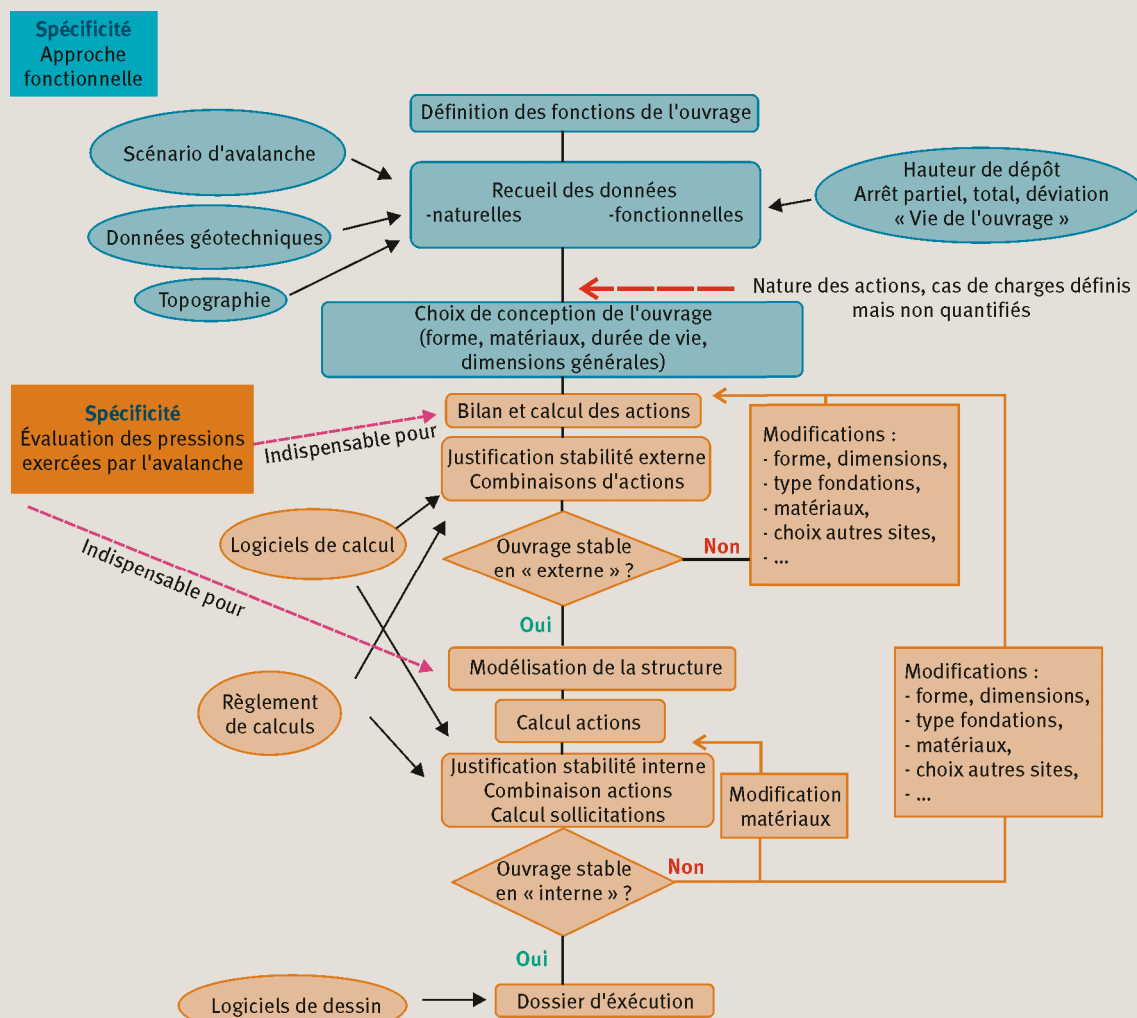 Spécificité
Approche
fonctionnelle
Définition des fonctions de l'ouvrage
Scénario d'avalanche
Recueil des données
-naturelles -fonctionnelles
Hauteur de dépôt
Arrêt partiel, total, déviation
« Vie de l'ouvrage »
Données géotechniques
Topographie
Nature des actions, cas de charges définis
mais non quantifiés
Choix de conception de l'ouvrage
(forme, matériaux, durée de vie,
dimensions générales)
Spécificité
Évaluation des pressions
exercées par l'avalanche
Indispensable pour
Indispensable pour
Bilan et calcul des actions
Justification stabilité externe
Combinaisons d'actions
Modifications :
- forme, dimensions,
- type fondations,
- matériaux,
- choix autres sites,
- ...
Logiciels de calcul
Ouvrage stable
en « externe » ?
Non
Oui
Modélisation de la structure
Règlement
de calculs
Calcul actions
Modifications :
- forme, dimensions,
- type fondations,
- matériaux,
- choix autres sites,
- ...
Justification stabilité interne
Combinaison actions
Calcul sollicitations
Modification
matériaux
Ouvrage stable
en « interne » ?
Non
Oui
Logiciels de dessin
Dossier d'éxécution